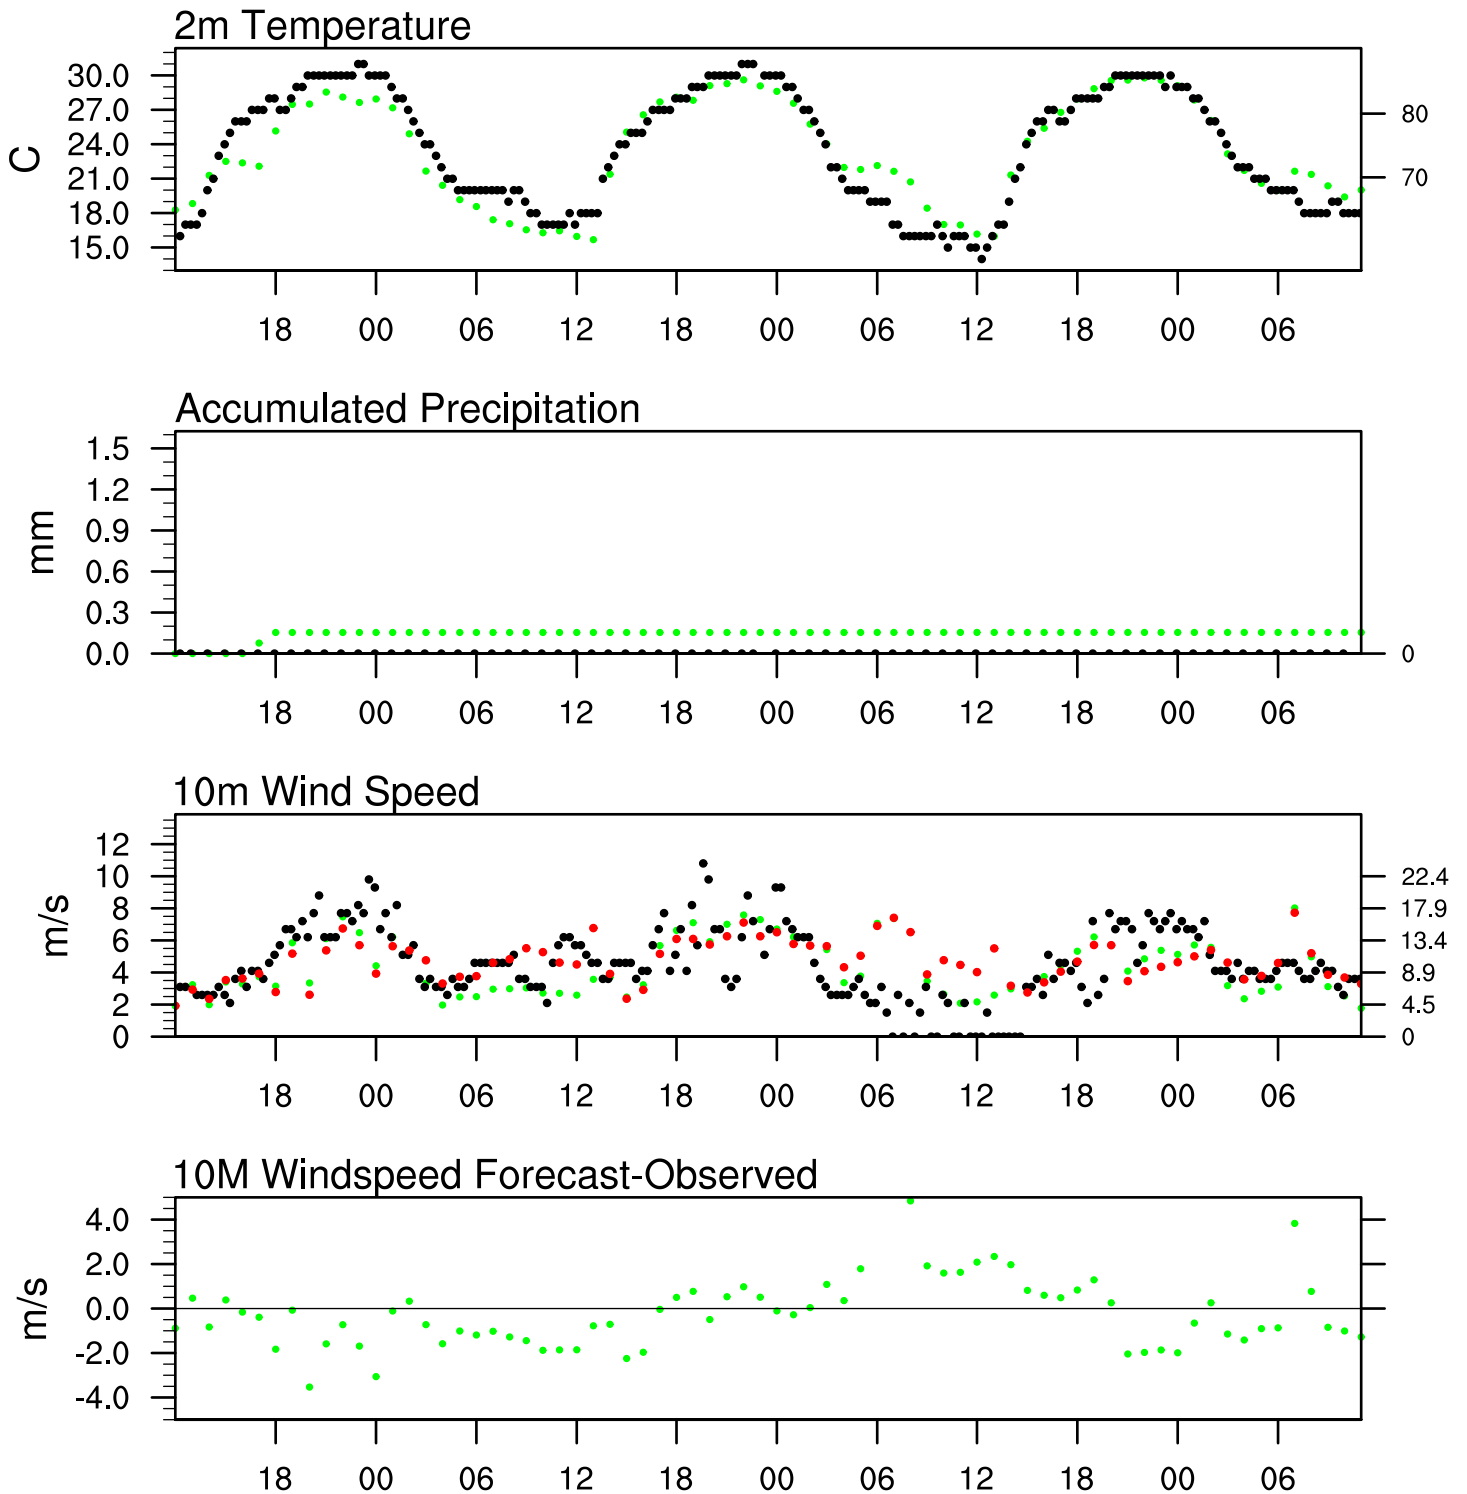 2m Temperature
30.0
27.0
80
24.0
C
21.0
70
18.0
15.0
18 00 06 12 18 00 06 12 18 00 06
Accumulated Precipitation
1.5
1.2
0.9
mm
0.6
0.3
0.0
0
18 00 06 12 18 00 06 12 18 00 06
10m Wind Speed
12
10
22.4
8
17.9
m/s
6
13.4
4
8.9
2
4.5
0
0
18 00 06 12 18 00 06 12 18 00 06
10M Windspeed Forecast-Observed
4.0
2.0
m/s
0.0
-2.0
-4.0
18 00 06 12 18 00 06 12 18 00 06